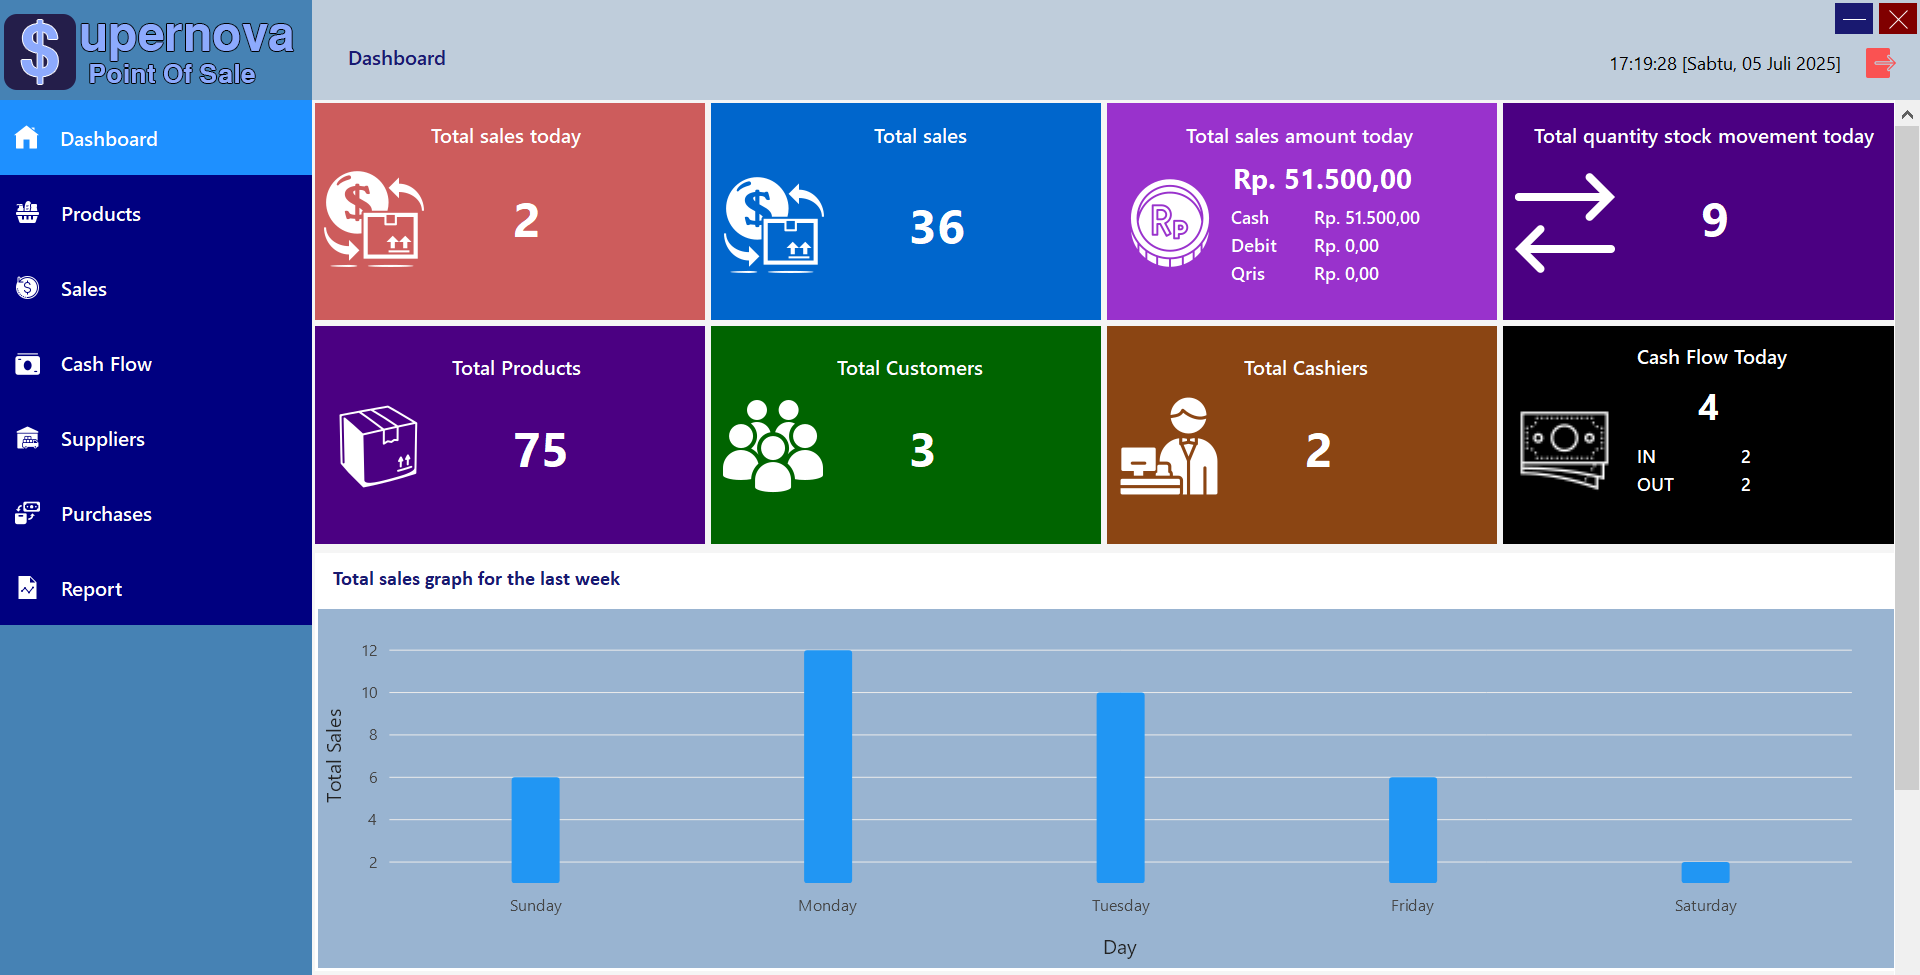 $upernova
Point Of Sale
Dashboard
17:19:28 [Sabtu, 05 Juli 2025]
Dashboard
Products
Sales
Cash Flow
Suppliers
Purchases
Report
Total sales today
$
2
Total sales
$
36
Total sales amount today
Rp
Rp. 51.500,00
Cash Rp. 51.500,00
Debit Rp. 0,00
Qris Rp. 0,00
Total quantity stock movement today
9
Total Products
75
Total Customers
3
Total Cashiers
2
Cash Flow Today
4
IN 2
OUT 2
Total sales graph for the last week
Total Sales
12
10
8
6
4
2
Sunday Monday Tuesday Friday Saturday
Day